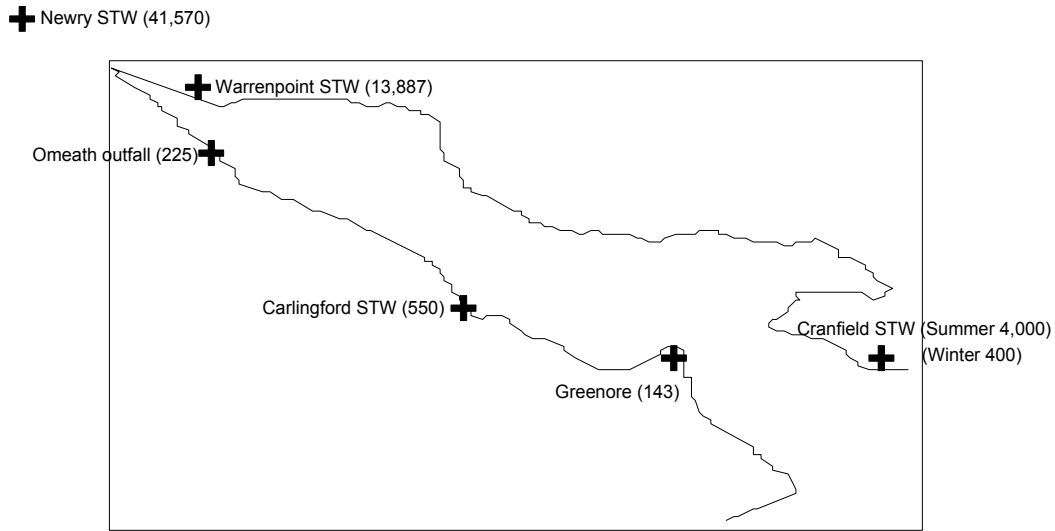 Newry STW (41,570)
Warrenpoint STW (13,887)
Omeath outfall (225)
Carlingford STW (550)
Cranfield STW (Summer 4,000)
(Winter 400)
Greenore (143)